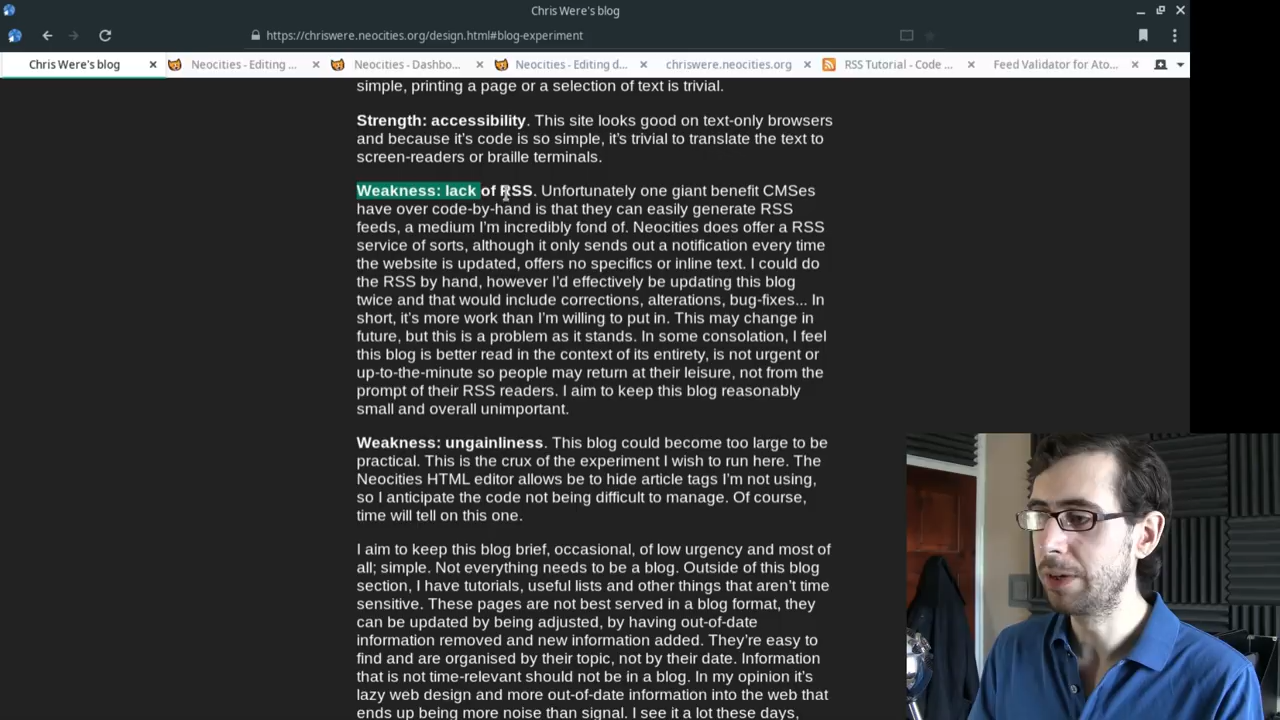 Chris Were's blog
https://chriswere.neocities.org/design.html#blog-experiment
Chris Were's blog
Neocities - Editing ...
Neocities - Dashbo...
Neocities - Editing d...
chriswere.neocities.org
RSS Tutorial - Code ...
Feed Validator for Ato...
simple, printing a page or a selection of text is trivial.
Strength: accessibility. This site looks good on text-only browsers
and because it's code is so simple, it's trivial to translate the text to
screen-readers or braille terminals.
Weakness: lack of RSS. Unfortunately one giant benefit CMSes
have over code-by-hand is that they can easily generate RSS
feeds, a medium I'm incredibly fond of. Neocities does offer a RSS
service of sorts, although it only sends out a notification every time
the website is updated, offers no specifics or inline text. I could do
the RSS by hand, however I'd effectively be updating this blog
twice and that would include corrections, alterations, bug-fixes... In
short, it's more work than I'm willing to put in. This may change in
future, but this is a problem as it stands. In some consolation, I feel
this blog is better read in the context of its entirety, is not urgent or
up-to-the-minute so people may return at their leisure, not from the
prompt of their RSS readers. I aim to keep this blog reasonably
small and overall unimportant.
Weakness: ungainliness. This blog could become too large to be
practical. This is the crux of the experiment I wish to run here. The
Neocities HTML editor allows be to hide article tags I'm not using,
so I anticipate the code not being difficult to manage. Of course,
time will tell on this one.
I aim to keep this blog brief, occasional, of low urgency and most of
all; simple. Not everything needs to be a blog. Outside of this blog
section, I have tutorials, useful lists and other things that aren't time
sensitive. These pages are not best served in a blog format, they
can be updated by being adjusted, by having out-of-date
information removed and new information added. They're easy to
find and are organised by their topic, not by their date. Information
that is not time-relevant should not be in a blog. In my opinion it's
lazy web design and more out-of-date information into the web that
ends up being more noise than signal. I see it a lot these days,